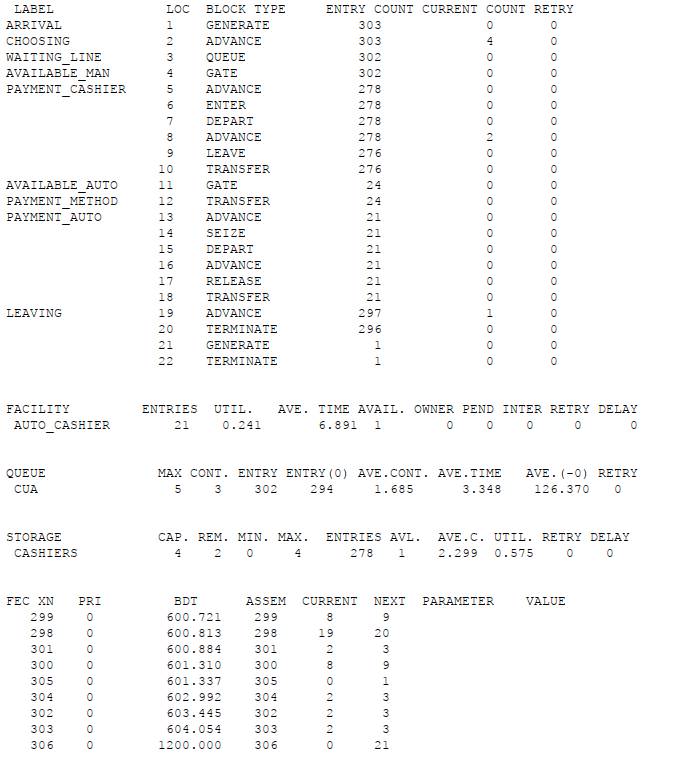 LABEL LOC BLOCK TYPE ENTRY COUNT CURRENT COUNT RETRY
ARRIVAL 1 GENERATE 303 0 0
CHOOSING 2 ADVANCE 303 4 0
WAITING_LINE 3 QUEUE 302 0 0
AVAILABLE_MAN 4 GATE 302 0 0
PAYMENT_CASHIER 5 ADVANCE 278 0 0
6 ENTER 278 0 0
7 DEPART 278 0 0
8 ADVANCE 278 2 0
9 LEAVE 276 0 0
10 TRANSFER 276 0 0
AVAILABLE_AUTO 11 GATE 24 0 0
PAYMENT_METHOD 12 TRANSFER 24 0 0
PAYMENT_AUTO 13 ADVANCE 21 0 0
14 SEIZE 21 0 0
15 DEPART 21 0 0
16 ADVANCE 21 0 0
17 RELEASE 21 0 0
18 TRANSFER 21 0 0
LEAVING 19 ADVANCE 297 1 0
20 TERMINATE 296 0 0
21 GENERATE 1 0 0
22 TERMINATE 1 0 0
FACILITY ENTRIES UTIL. AVE. TIME AVAIL. OWNER PEND INTER RETRY DELAY
AUTO_CASHIER 21 0.241 6.891 1 0 0 0 0 0
QUEUE MAX CONT. ENTRY ENTRY(0) AVE.CONT. AVE.TIME AVE.(-0) RETRY
CUA 5 3 302 294 1.685 3.348 126.370 0
STORAGE CAP. REM. MIN. MAX. ENTRIES AVL. AVE.C. UTIL. RETRY DELAY
CASHIERS 4 2 0 4 278 1 2.299 0.575 0 0
FEC XN PRI BDT ASSEM CURRENT NEXT PARAMETER VALUE
299 0 600.721 299 8 9
298 0 600.813 298 19 20
301 0 600.884 301 2 3
300 0 601.310 300 8 9
305 0 601.337 305 0 1
304 0 602.992 304 2 3
302 0 603.445 302 2 3
303 0 604.054 303 2 3
306 0 1200.000 306 0 21